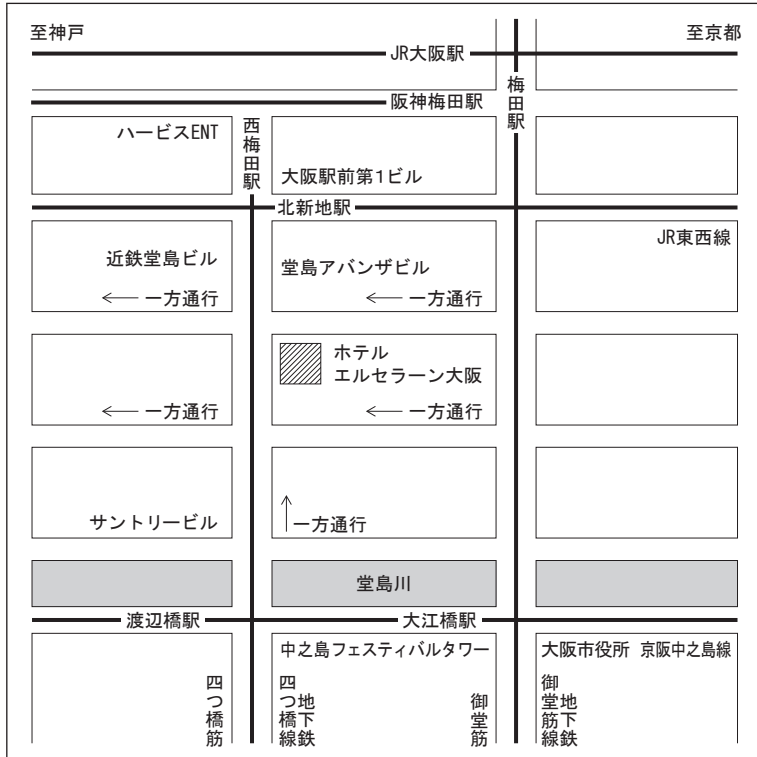 至神戸
至京都
JR大阪駅
梅田駅
阪神梅田駅
ハービスENT
西梅田駅
大阪駅前第1ビル
北新地駅
近鉄堂島ビル
堂島アバンザビル
JR東西線
← 一方通行
← 一方通行
ホテル
エルセラーン大阪
← 一方通行
← 一方通行
サントリービル
↑一方通行
堂島川
渡辺橋駅
大江橋駅
中之島フェスティバルタワー
大阪市役所
京阪中之島線
四つ橋筋
地下鉄
四つ橋線
御堂筋
地下鉄
御堂筋線